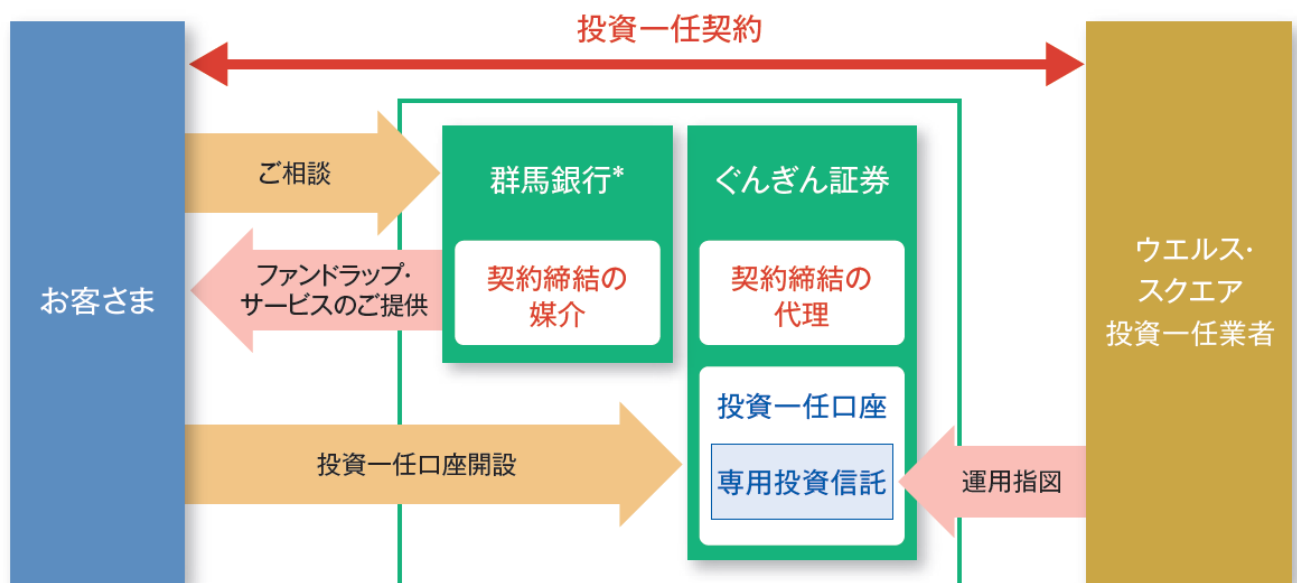 投資一任契約
お客さま
ご相談
ファンドラップ・
サービスのご提供
投資一任口座開設
群馬銀行*
契約締結の
媒介
ぐんぎん証券
契約締結の
代理
投資一任口座
専用投資信託
運用指図
ウエルス・
スクエア
投資一任業者